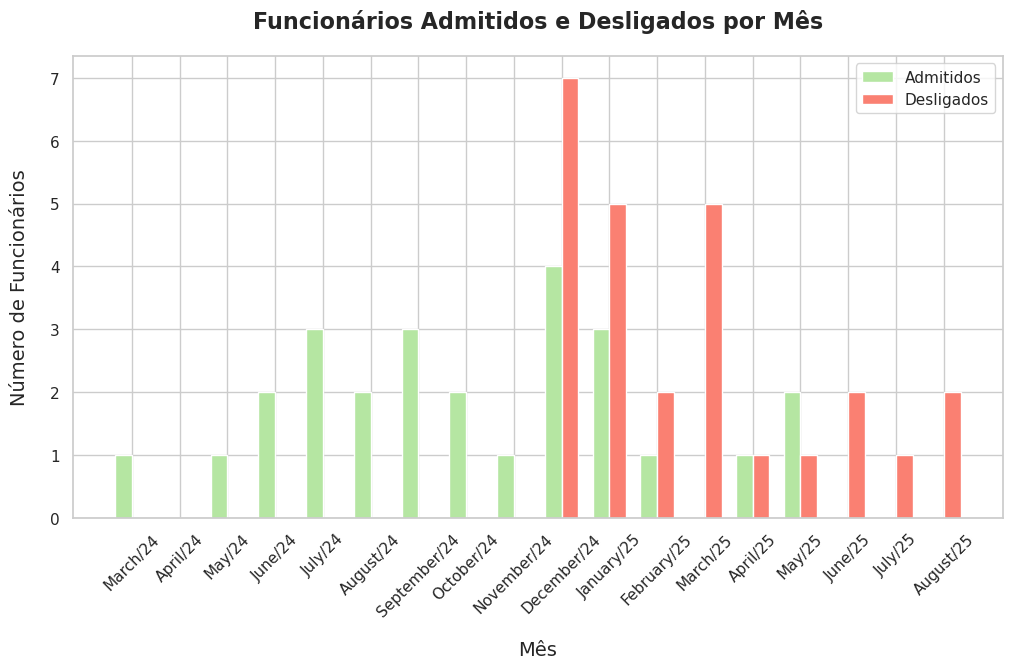 Funcionários Admitidos e Desligados por Mês
Admitidos
Desligados
Número de Funcionários
7
6
5
4
3
2
1
0
March/24
April/24
May/24
June/24
July/24
August/24
September/24
October/24
November/24
December/24
January/25
February/25
March/25
April/25
May/25
June/25
July/25
August/25
Mês